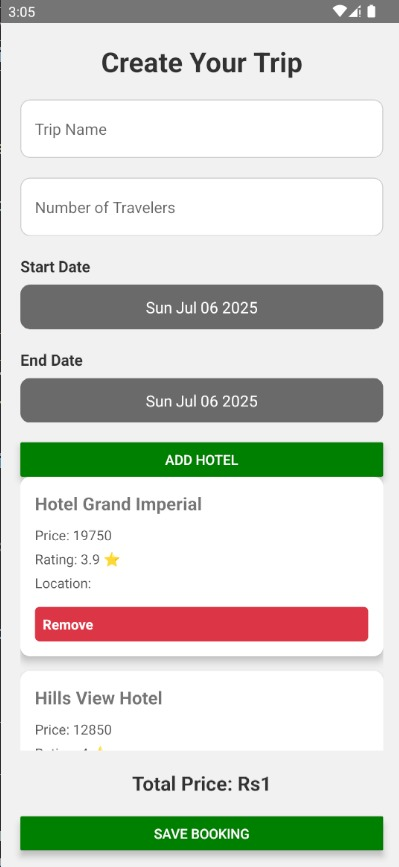 3:05
Create Your Trip
Trip Name
Number of Travelers
Start Date
Sun Jul 06 2025
End Date
Sun Jul 06 2025
ADD HOTEL
Hotel Grand Imperial
Price: 19750
Rating: 3.9 ⭐
Location:
Remove
Hills View Hotel
Price: 12850
Rating: 4 ⭐
Total Price: Rs1
SAVE BOOKING